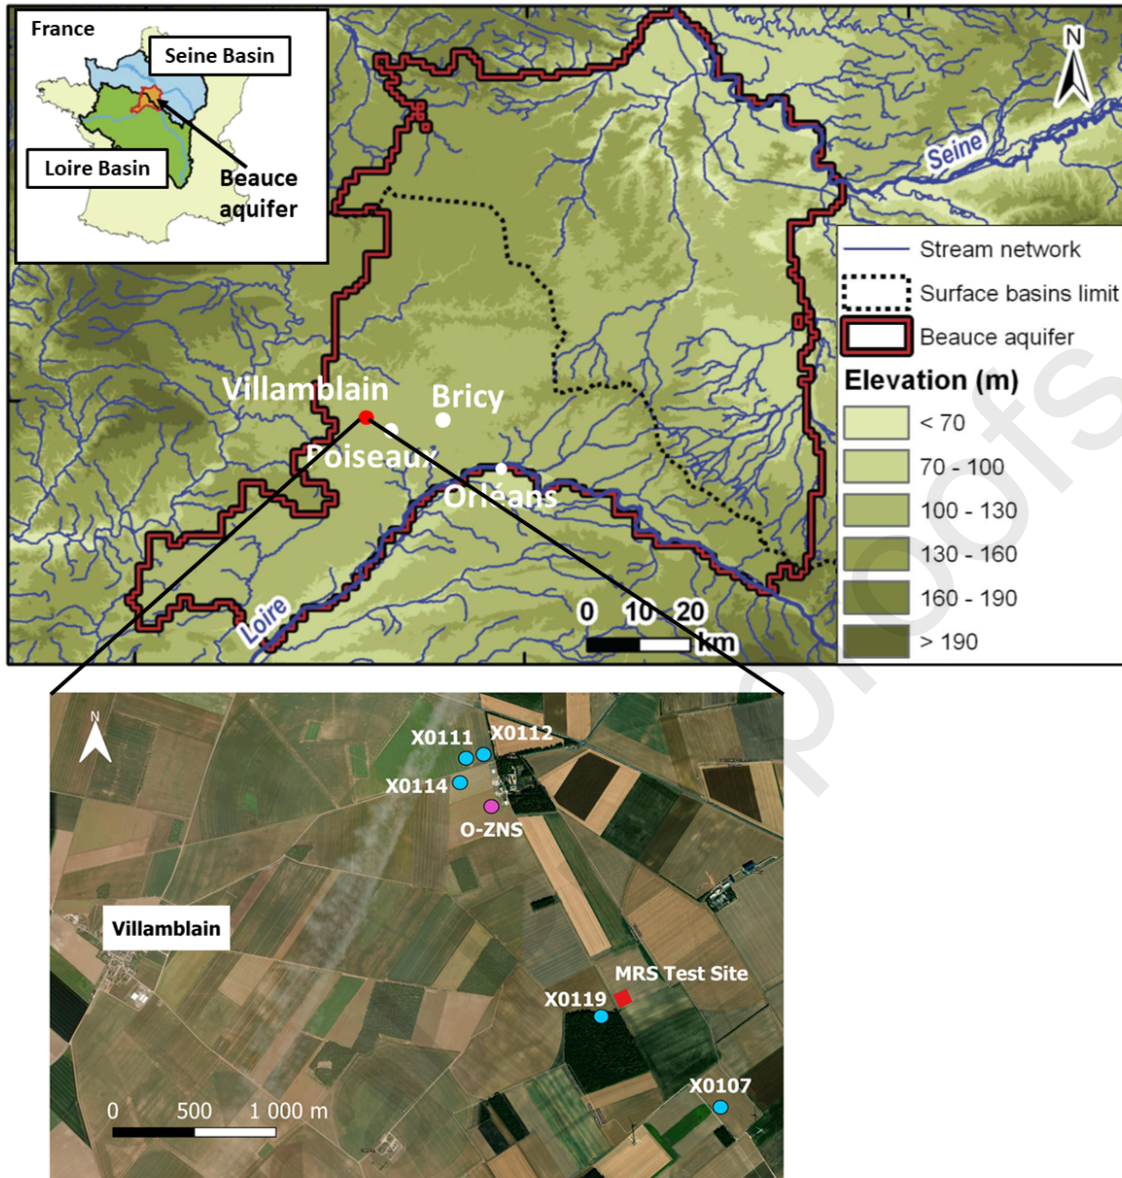 France
Seine Basin
Loire Basin
Beauce
aquifer
N
Seine
Stream network
Surface basins limit
Beauce aquifer
Elevation (m)
< 70
70 - 100
100 - 130
130 - 160
160 - 190
> 190
Villamblain
Bricy
Poiseaux
Orléans
Loire
0 10 20
km
N
X0111
X0112
X0114
O-ZNS
Villamblain
MRS Test Site
X0119
X0107
0 500 1 000 m
proofs